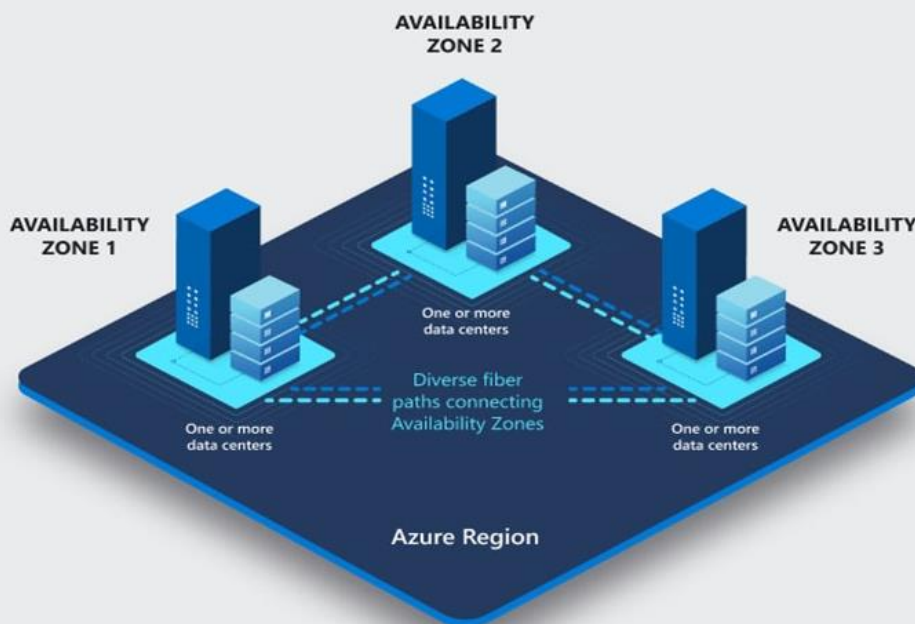 AVAILABILITY
ZONE 2
AVAILABILITY
ZONE 1
AVAILABILITY
ZONE 3
One or more
data centers
Diverse fiber
paths connecting
Availability Zones
One or more
data centers
One or more
data centers
Azure Region